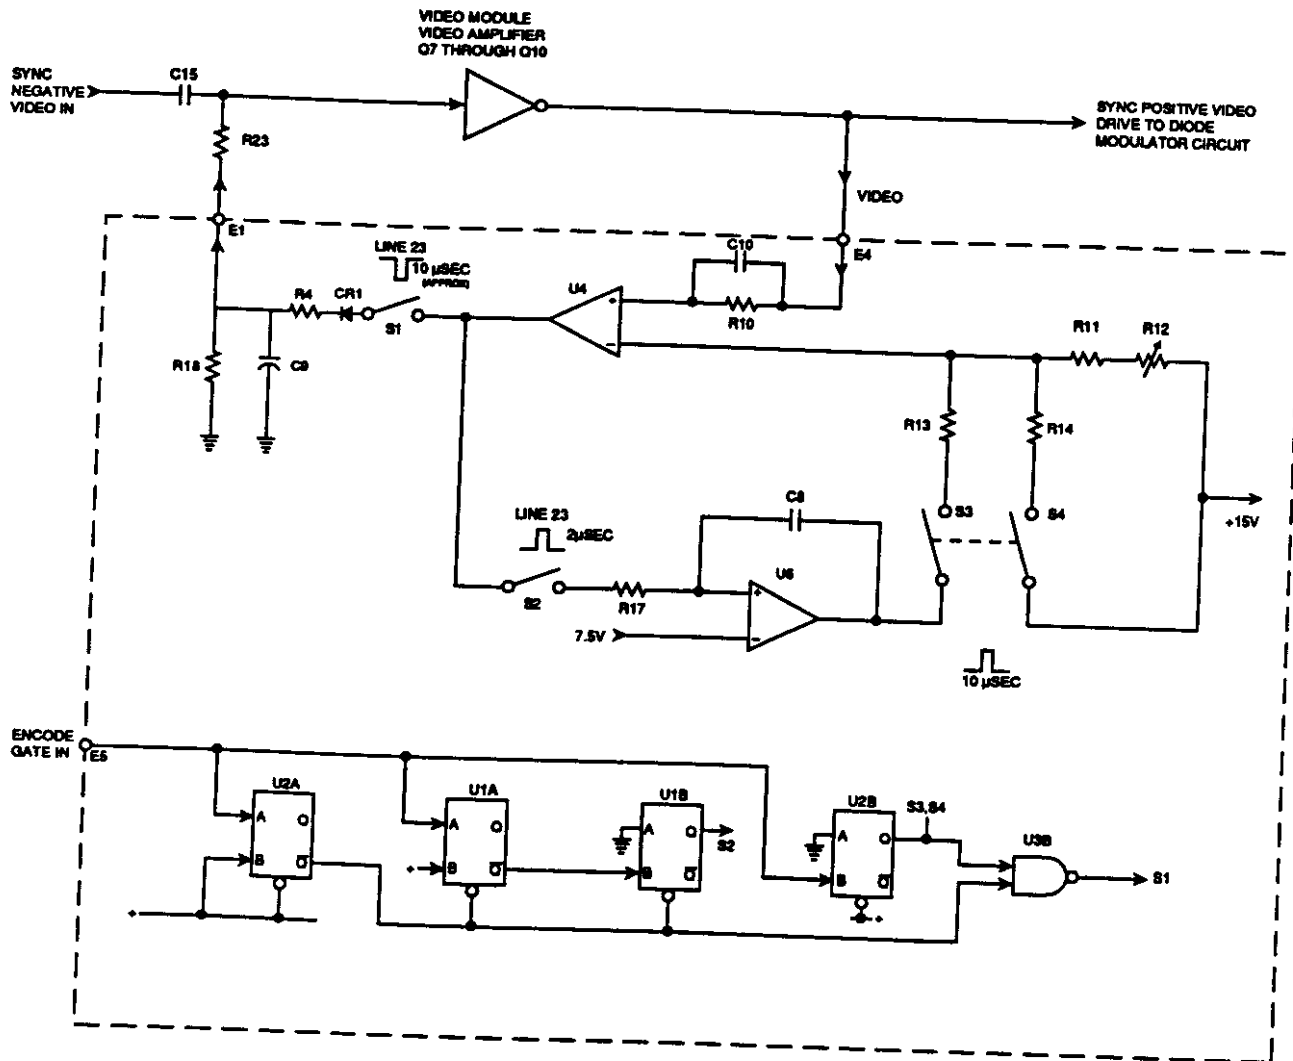 VIDEO MODULE
VIDEO AMPLIFIER
Q7 THROUGH Q10
SYNC
NEGATIVE
VIDEO IN
C15
R23
SYNC POSITIVE VIDEO
DRIVE TO DIODE
MODULATOR CIRCUIT
VIDEO
E1
E4
LINE 23
10 µSEC
(APPROX)
C10
R4
CR1
S1
U4
+
−
R10
R11
R12
R18
C9
R13
R14
S3
S4
+15V
LINE 23
2µSEC
C8
S2
R17
U5
+
−
7.5V
10 µSEC
ENCODE
GATE IN
E5
U2A
U1A
U1B
U2B
S3,S4
U3B
A
Q
B
Q̅
A
Q
+
B
Q̅
A
Q
S2
B
Q̅
A
Q
B
Q̅
S1
+
+